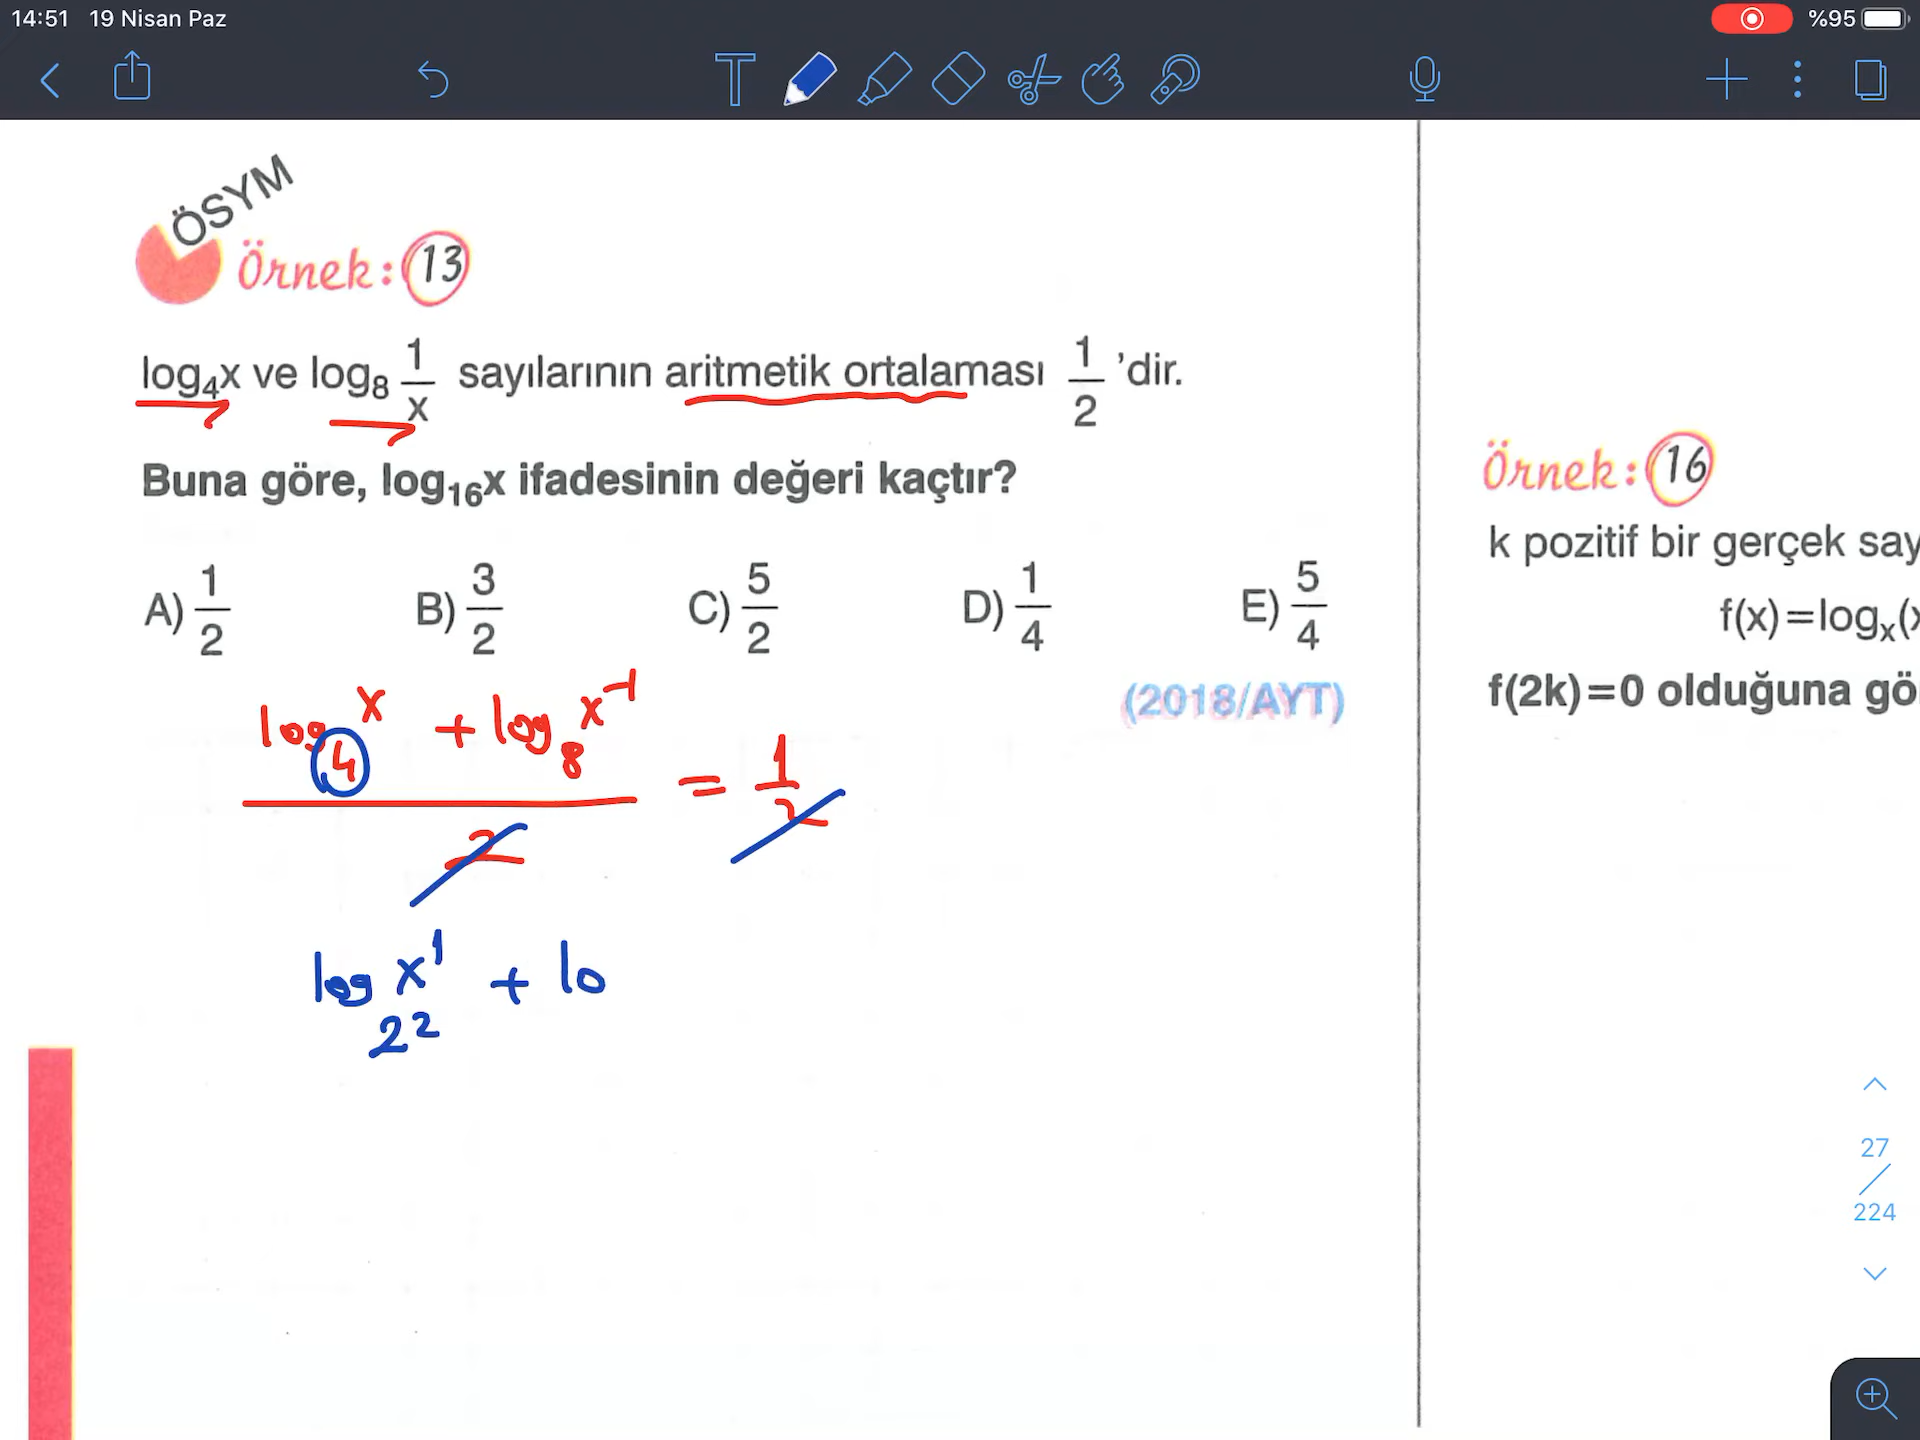 14:51 19 Nisan Paz %95
ÖSYM
Örnek: 13
log₄x ve log₈ 1/x sayılarının aritmetik ortalaması 1/2 'dir.
Buna göre, log₁₆x ifadesinin değeri kaçtır?
A) 1/2 B) 3/2 C) 5/2 D) 1/4 E) 5/4
(2018/AYT)
(log₄ x + log₈ x⁻¹)/2 = 1/2
log_{2²} x¹ + lo
Örnek: 16
k pozitif bir gerçek say
f(x)=logₓ(
f(2k)=0 olduğuna gö
27
/
224